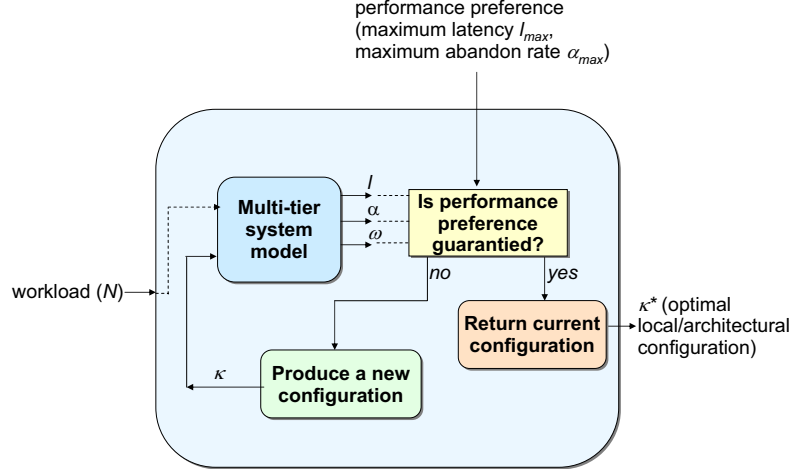 performance preference
(maximum latency lmax,
maximum abandon rate αmax)
Multi-tier
system
model
l
α
ω
Is performance
preference
guarantied?
no
yes
workload (N)
Return current
configuration
κ* (optimal
local/architectural
configuration)
Produce a new
configuration
κ